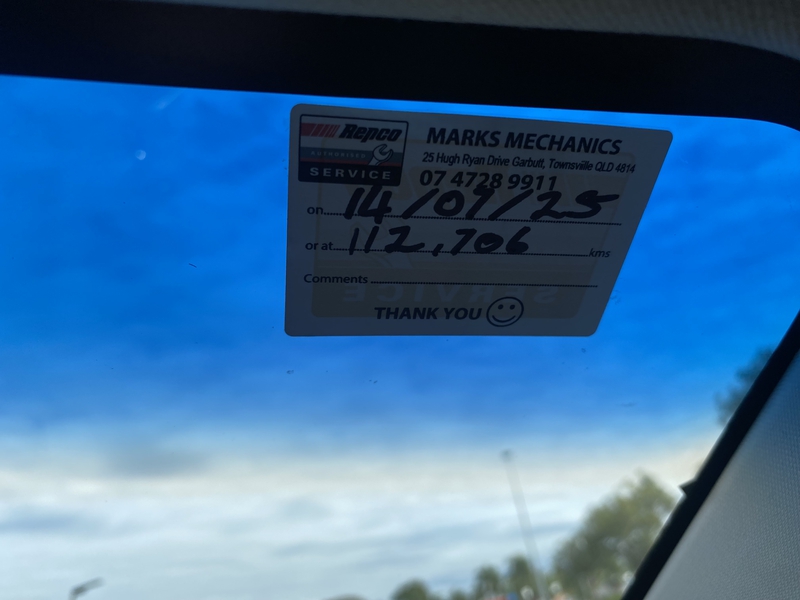 Repco
AUTHORISED
SERVICE
MARKS MECHANICS
25 Hugh Ryan Drive Garbutt, Townsville QLD 4814
07 4728 9911
on 14/07/25
or at 112,706 kms
Comments
THANK YOU
SERVICE